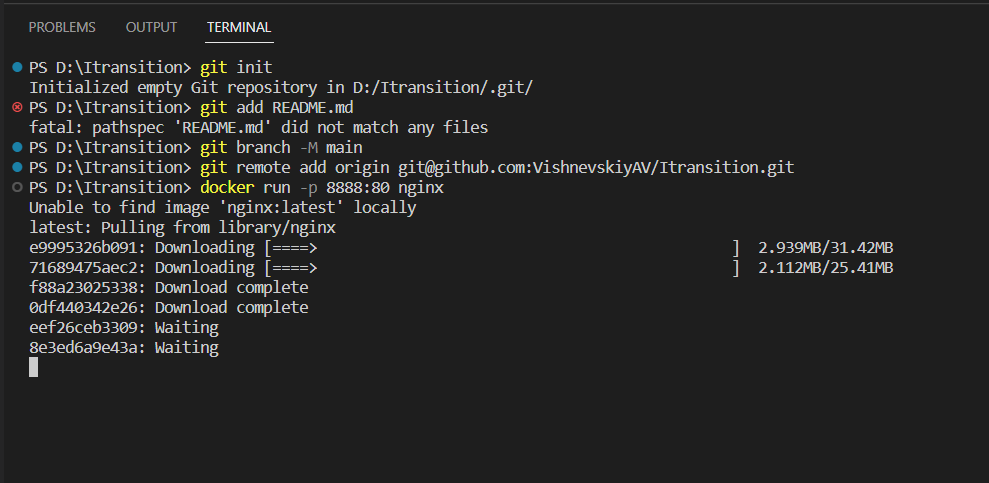 PROBLEMS OUTPUT TERMINAL
PS D:\Itransition> git init
Initialized empty Git repository in D:/Itransition/.git/
PS D:\Itransition> git add README.md
fatal: pathspec 'README.md' did not match any files
PS D:\Itransition> git branch -M main
PS D:\Itransition> git remote add origin git@github.com:VishnevskiyAV/Itransition.git
PS D:\Itransition> docker run -p 8888:80 nginx
Unable to find image 'nginx:latest' locally
latest: Pulling from library/nginx
e9995326b091: Downloading [====>                                              ]  2.939MB/31.42MB
71689475aec2: Downloading [====>                                              ]  2.112MB/25.41MB
f88a23025338: Download complete
0df440342e26: Download complete
eef26ceb3309: Waiting
8e3ed6a9e43a: Waiting